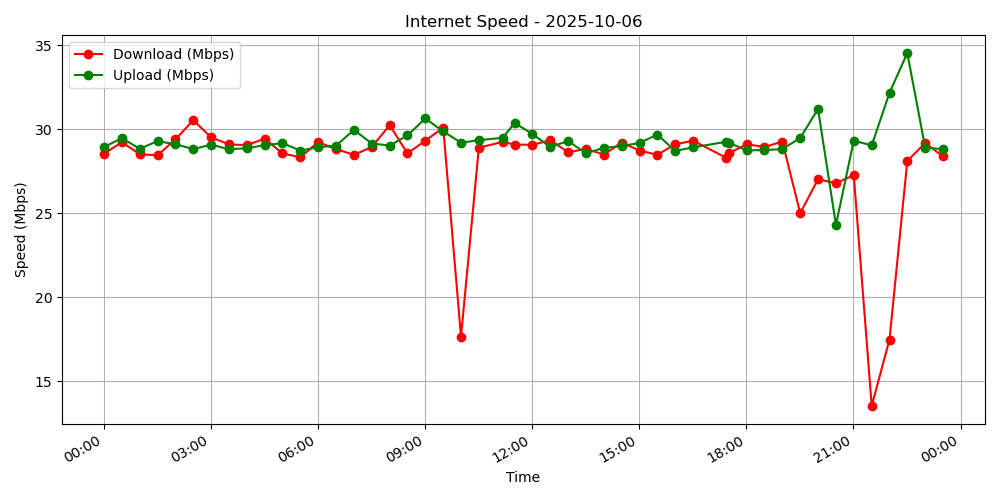 Internet Speed - 2025-10-06
Download (Mbps)
Upload (Mbps)
Speed (Mbps)
35
30
25
20
15
00:00
03:00
06:00
09:00
12:00
15:00
18:00
21:00
00:00
Time